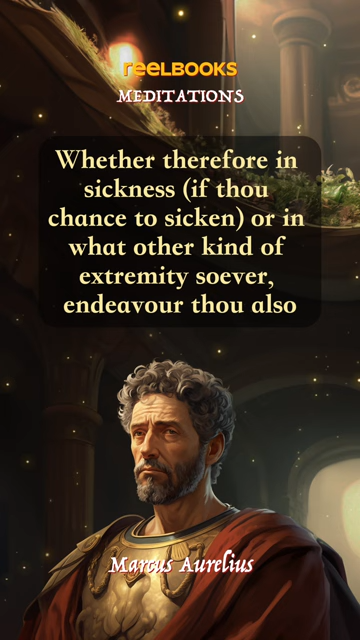 reelbooks
MEDITATIONS
Whether therefore in
sickness (if thou
chance to sicken) or in
what other kind of
extremity soever,
endeavour thou also
Marcus Aurelius